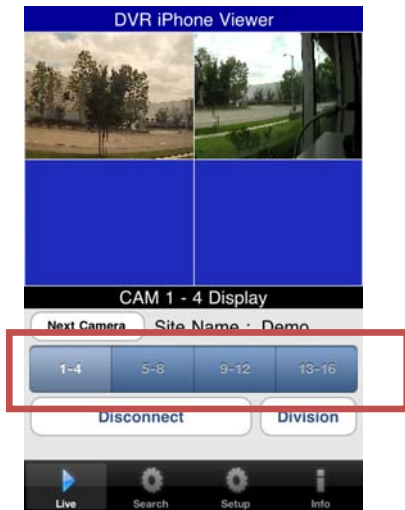 DVR iPhone Viewer
CAM 1 - 4 Display
Next Camera Site Name : Demo
1-4 5-8 9-12 13-16
Disconnect Division
Live Search Setup Info